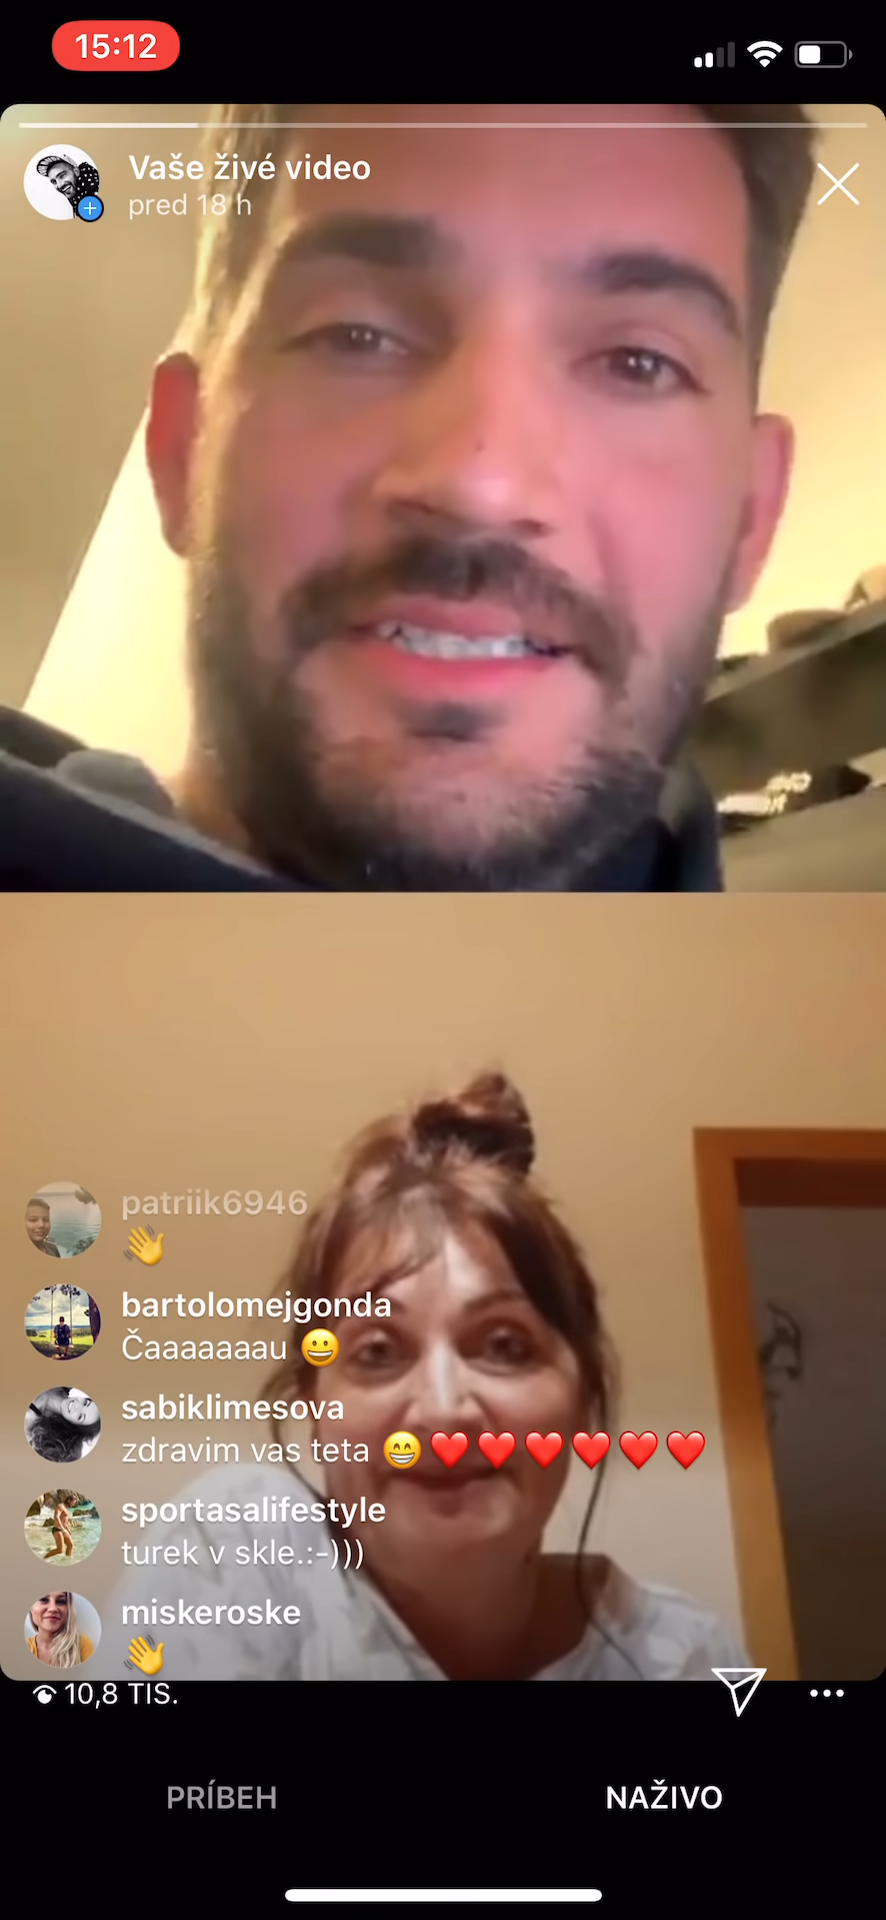 15:12
Vaše živé video
pred 18 h
patriik6946
👋
bartolomejgonda
Čaaaaaaau 😀
sabiklimesova
zdravim vas teta 😁❤️❤️❤️❤️❤️❤️
sportasalifestyle
turek v skle.:-)))
miskeroske
👋
10,8 TIS.
PRÍBEH
NAŽIVO